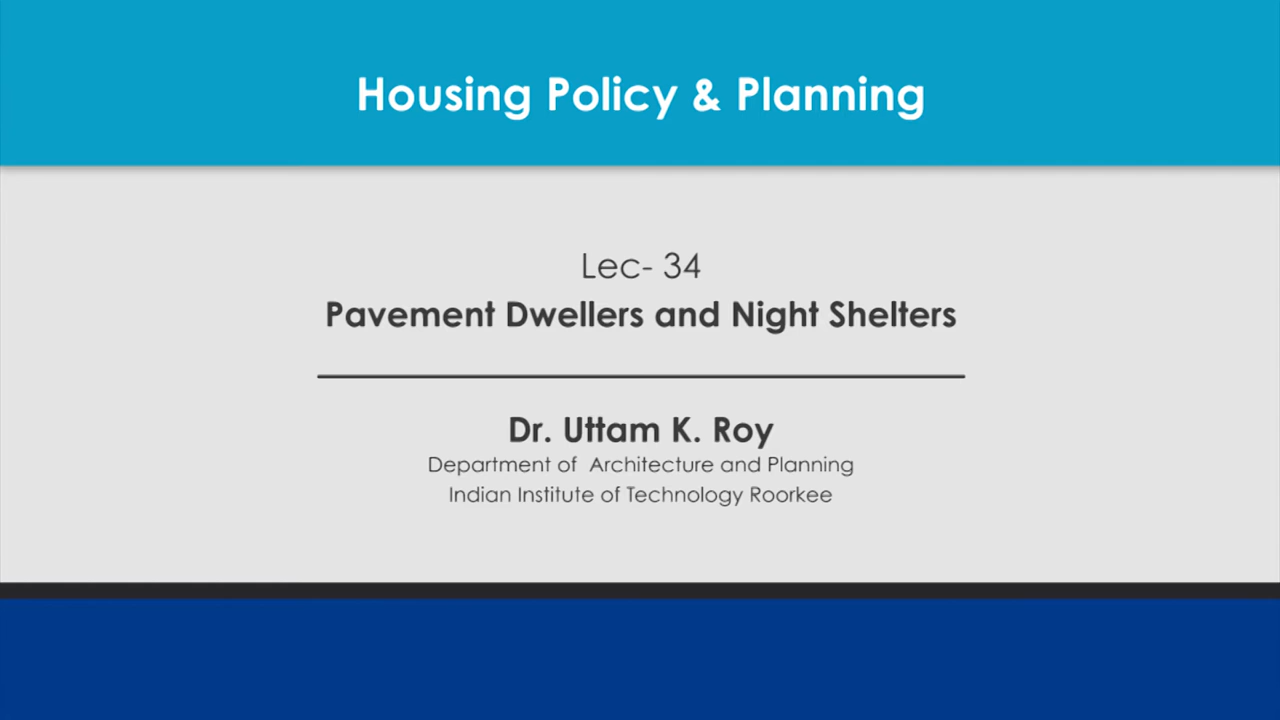 Housing Policy & Planning
Lec- 34
Pavement Dwellers and Night Shelters
Dr. Uttam K. Roy
Department of Architecture and Planning
Indian Institute of Technology Roorkee